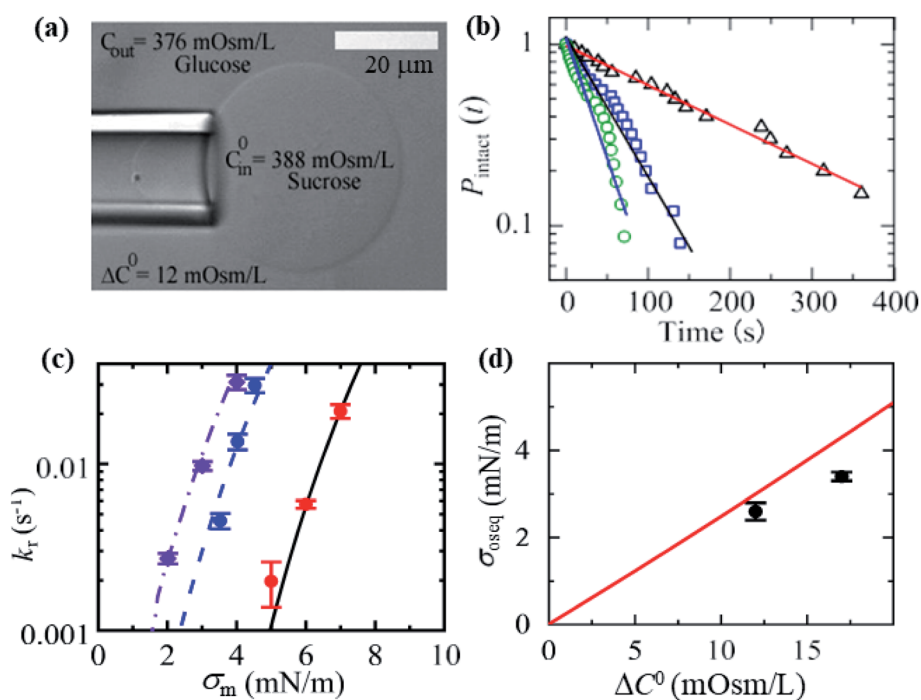 (a)
C_out = 376 mOsm/L
Glucose
20 μm
C_in^0 = 388 mOsm/L
Sucrose
ΔC^0 = 12 mOsm/L
(b)
P_intact (t)
1
0.1
0 100 200 300 400
Time (s)
(c)
k_r (s^-1)
0.01
0.001
0 2 4 6 8 10
σ_m (mN/m)
(d)
σ_oseq (mN/m)
4
2
0
0 5 10 15
ΔC^0 (mOsm/L)